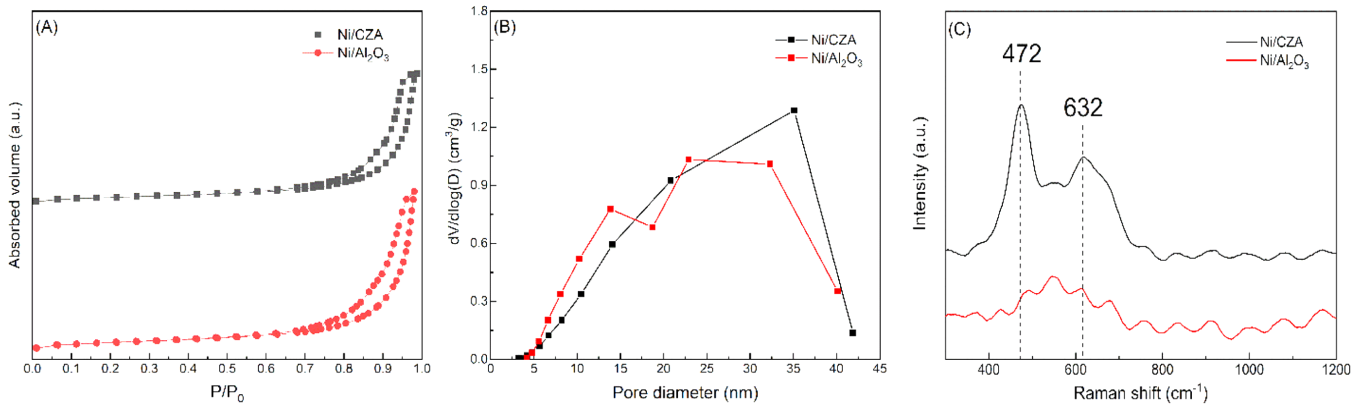 (A)
Ni/CZA
Ni/Al2O3
Absorbed volume (a.u.)
0.0 0.1 0.2 0.3 0.4 0.5 0.6 0.7 0.8 0.9 1.0
P/P0
(B)
Ni/CZA
Ni/Al2O3
dV/dlog(D) (cm3/g)
1.8
1.5
1.2
0.9
0.6
0.3
0.0
0 5 10 15 20 25 30 35 40 45
Pore diameter (nm)
(C)
Ni/CZA
Ni/Al2O3
472
632
Intensity (a.u.)
400 600 800 1000 1200
Raman shift (cm-1)